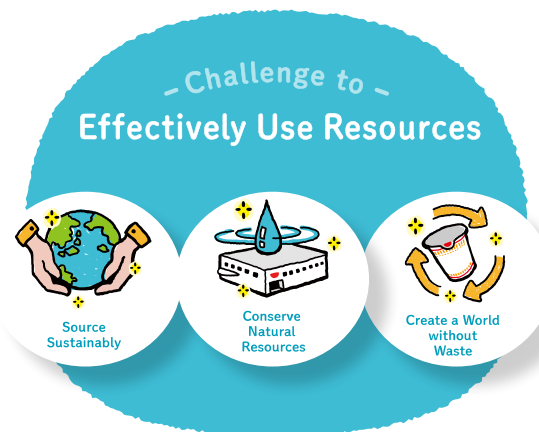 Challenge to
Effectively Use Resources
Source
Sustainably
Conserve
Natural
Resources
Create a World
without
Waste